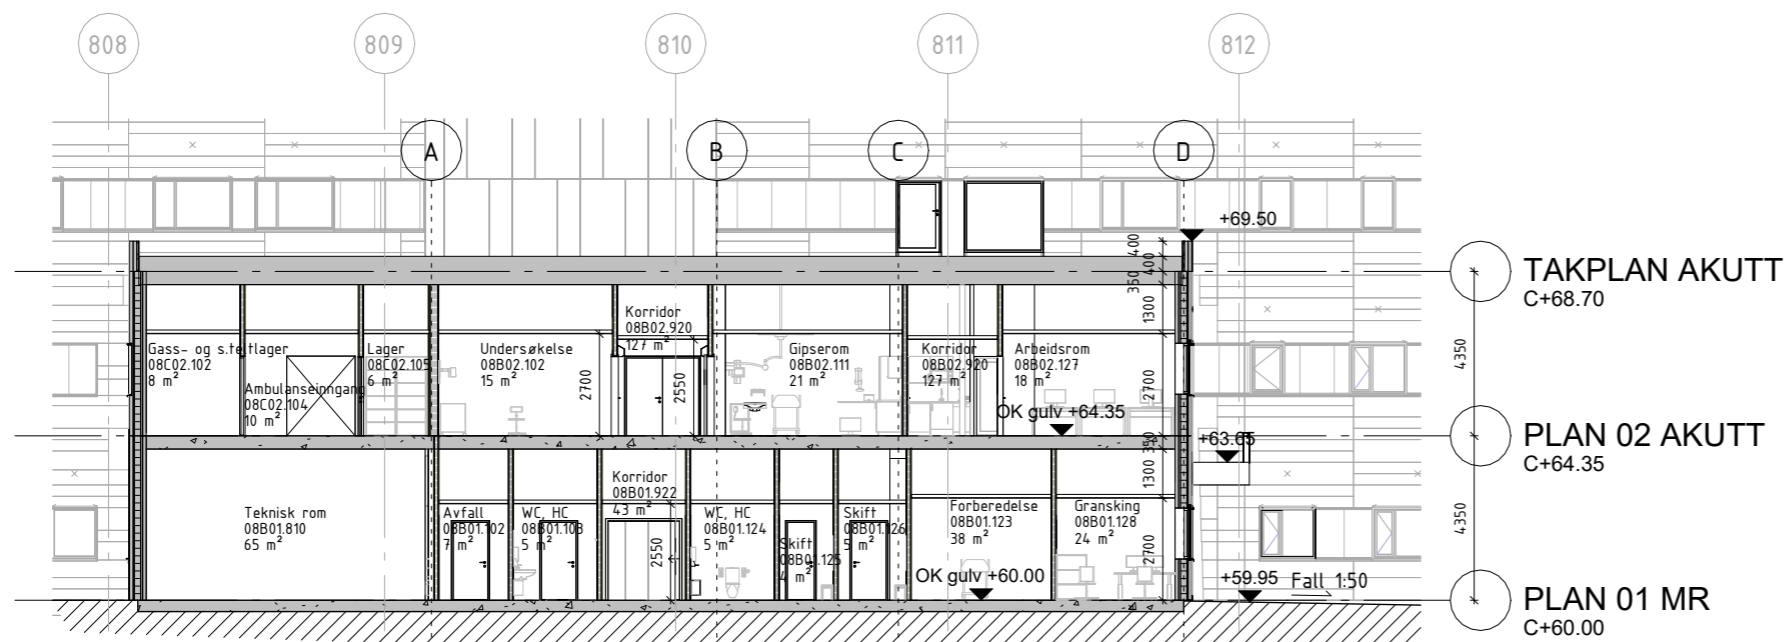 808
809
810
811
812
A
B
C
D
+69.50
400
400
350
1300
TAKPLAN AKUTT
C+68.70
Korridor
08B02.920
127 m²
Gass- og s.teltlager
08C02.102
8 m²
Ambulanseinngang
08C02.104
10 m²
Lager
08C02.105
6 m²
Undersøkelse
08B02.102
15 m²
2700
2550
Gipserom
08B02.111
21 m²
Korridor
08B02.920
127 m²
Arbeidsrom
08B02.127
18 m²
2700
4350
OK gulv +64.35
+63.65
PLAN 02 AKUTT
C+64.35
350
1300
Teknisk rom
08B01.810
65 m²
Avfall
08B01.102
7 m²
WC, HC
08B01.103
5 m²
Korridor
08B01.922
43 m²
2550
WC, HC
08B01.124
5 m²
Skift
08B01.125
4 m²
Skift
08B01.126
5 m²
Forberedelse
08B01.123
38 m²
Gransking
08B01.128
24 m²
2700
4350
OK gulv +60.00
+59.95
Fall 1:50
PLAN 01 MR
C+60.00